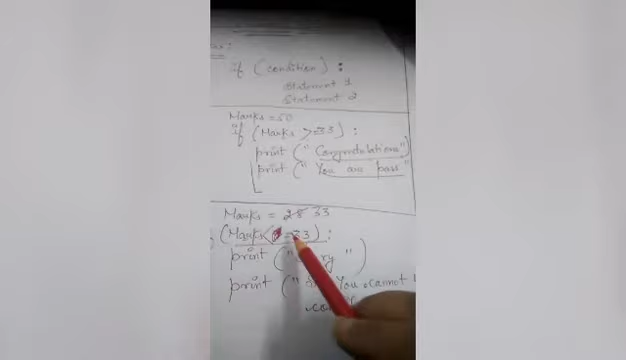 if (condition) :
Statement 1
Statement 2
Marks = 50
if (Marks >=33) :
print (" Congratulations")
print (" You are pass"
Marks = 28 33
(Marks< =33) :
print ("
")
print (" You cannot